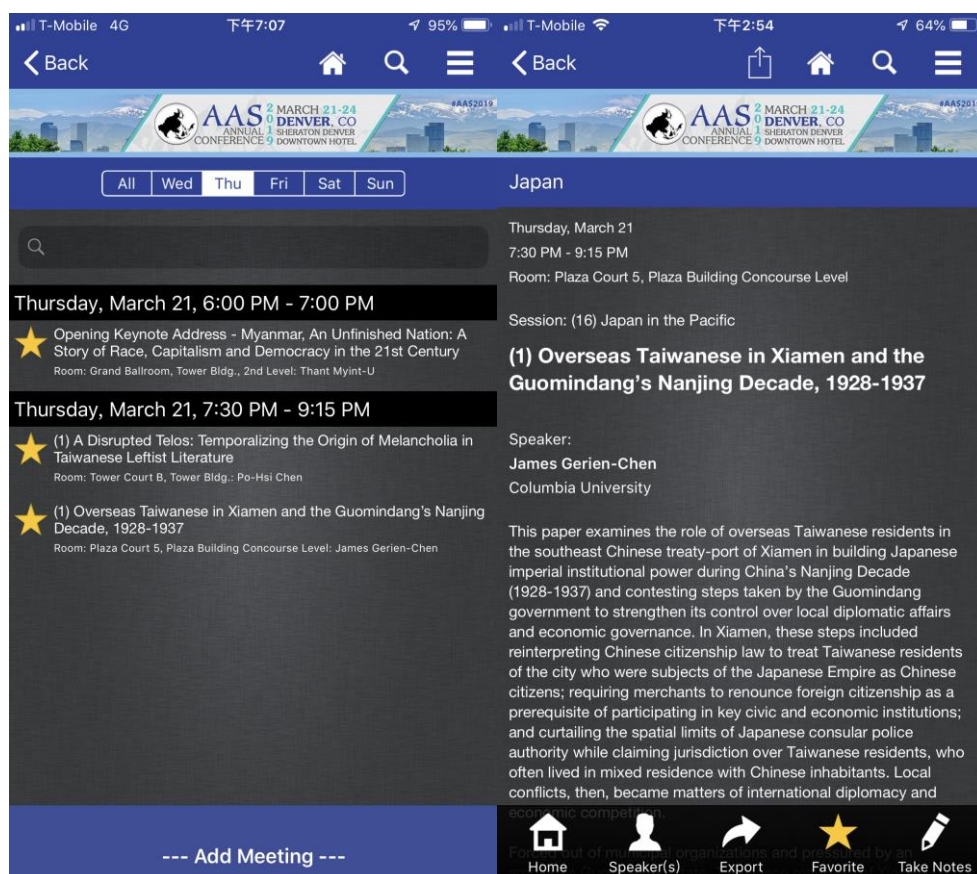 T-Mobile 4G 下午7:07 95%
Back
AAS 2019 MARCH 21-24
DENVER, CO
ANNUAL SHERATON DENVER
CONFERENCE DOWNTOWN HOTEL
#AAS2019
All Wed Thu Fri Sat Sun
Thursday, March 21, 6:00 PM - 7:00 PM
Opening Keynote Address - Myanmar, An Unfinished Nation: A
Story of Race, Capitalism and Democracy in the 21st Century
Room: Grand Ballroom, Tower Bldg., 2nd Level: Thant Myint-U
Thursday, March 21, 7:30 PM - 9:15 PM
(1) A Disrupted Telos: Temporalizing the Origin of Melancholia in
Taiwanese Leftist Literature
Room: Tower Court B, Tower Bldg.: Po-Hsi Chen
(1) Overseas Taiwanese in Xiamen and the Guomindang's Nanjing
Decade, 1928-1937
Room: Plaza Court 5, Plaza Building Concourse Level: James Gerien-Chen
--- Add Meeting ---
T-Mobile 下午2:54 64%
Back
AAS 2019 MARCH 21-24
DENVER, CO
ANNUAL SHERATON DENVER
CONFERENCE DOWNTOWN HOTEL
#AAS201
Japan
Thursday, March 21
7:30 PM - 9:15 PM
Room: Plaza Court 5, Plaza Building Concourse Level
Session: (16) Japan in the Pacific
(1) Overseas Taiwanese in Xiamen and the
Guomindang's Nanjing Decade, 1928-1937
Speaker:
James Gerien-Chen
Columbia University
This paper examines the role of overseas Taiwanese residents in
the southeast Chinese treaty-port of Xiamen in building Japanese
imperial institutional power during China's Nanjing Decade
(1928-1937) and contesting steps taken by the Guomindang
government to strengthen its control over local diplomatic affairs
and economic governance. In Xiamen, these steps included
reinterpreting Chinese citizenship law to treat Taiwanese residents
of the city who were subjects of the Japanese Empire as Chinese
citizens; requiring merchants to renounce foreign citizenship as a
prerequisite of participating in key civic and economic institutions;
and curtailing the spatial limits of Japanese consular police
authority while claiming jurisdiction over Taiwanese residents, who
often lived in mixed residence with Chinese inhabitants. Local
conflicts, then, became matters of international diplomacy and
economic competition.
Forced out of municipal organizations and pressured by an
Home Speaker(s) Export Favorite Take Notes